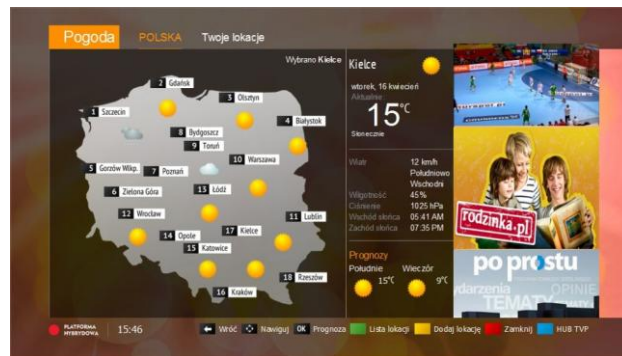 Pogoda POLSKA Twoje lokacje
Wybrano Kielce
2 Gdańsk
3 Olsztyn
1 Szczecin
4 Białystok
8 Bydgoszcz
9 Toruń
10 Warszawa
5 Gorzów Wlkp.
7 Poznań
6 Zielona Góra
13 Łódź
12 Wrocław
11 Lublin
14 Opole
17 Kielce
15 Katowice
18 Rzeszów
16 Kraków
Kielce
wtorek, 16 kwiecień
Aktualnie
15°C
Słonecznie
Wiatr 12 km/h
Południowo
Wschodni
Wilgotność 45%
Ciśnienie 1025 hPa
Wschód słońca 05:41 AM
Zachód słońca 07:35 PM
Prognozy
Południe Wieczór
15°C 9°C
rodzinka.pl
po prostu
OPINIE
TEMATY
PLATFORMA
HYBRYDOWA
15:46
Wróć Nawiguj OK Prognoza Lista lokacji Dodaj lokację Zamknij HUB TVP